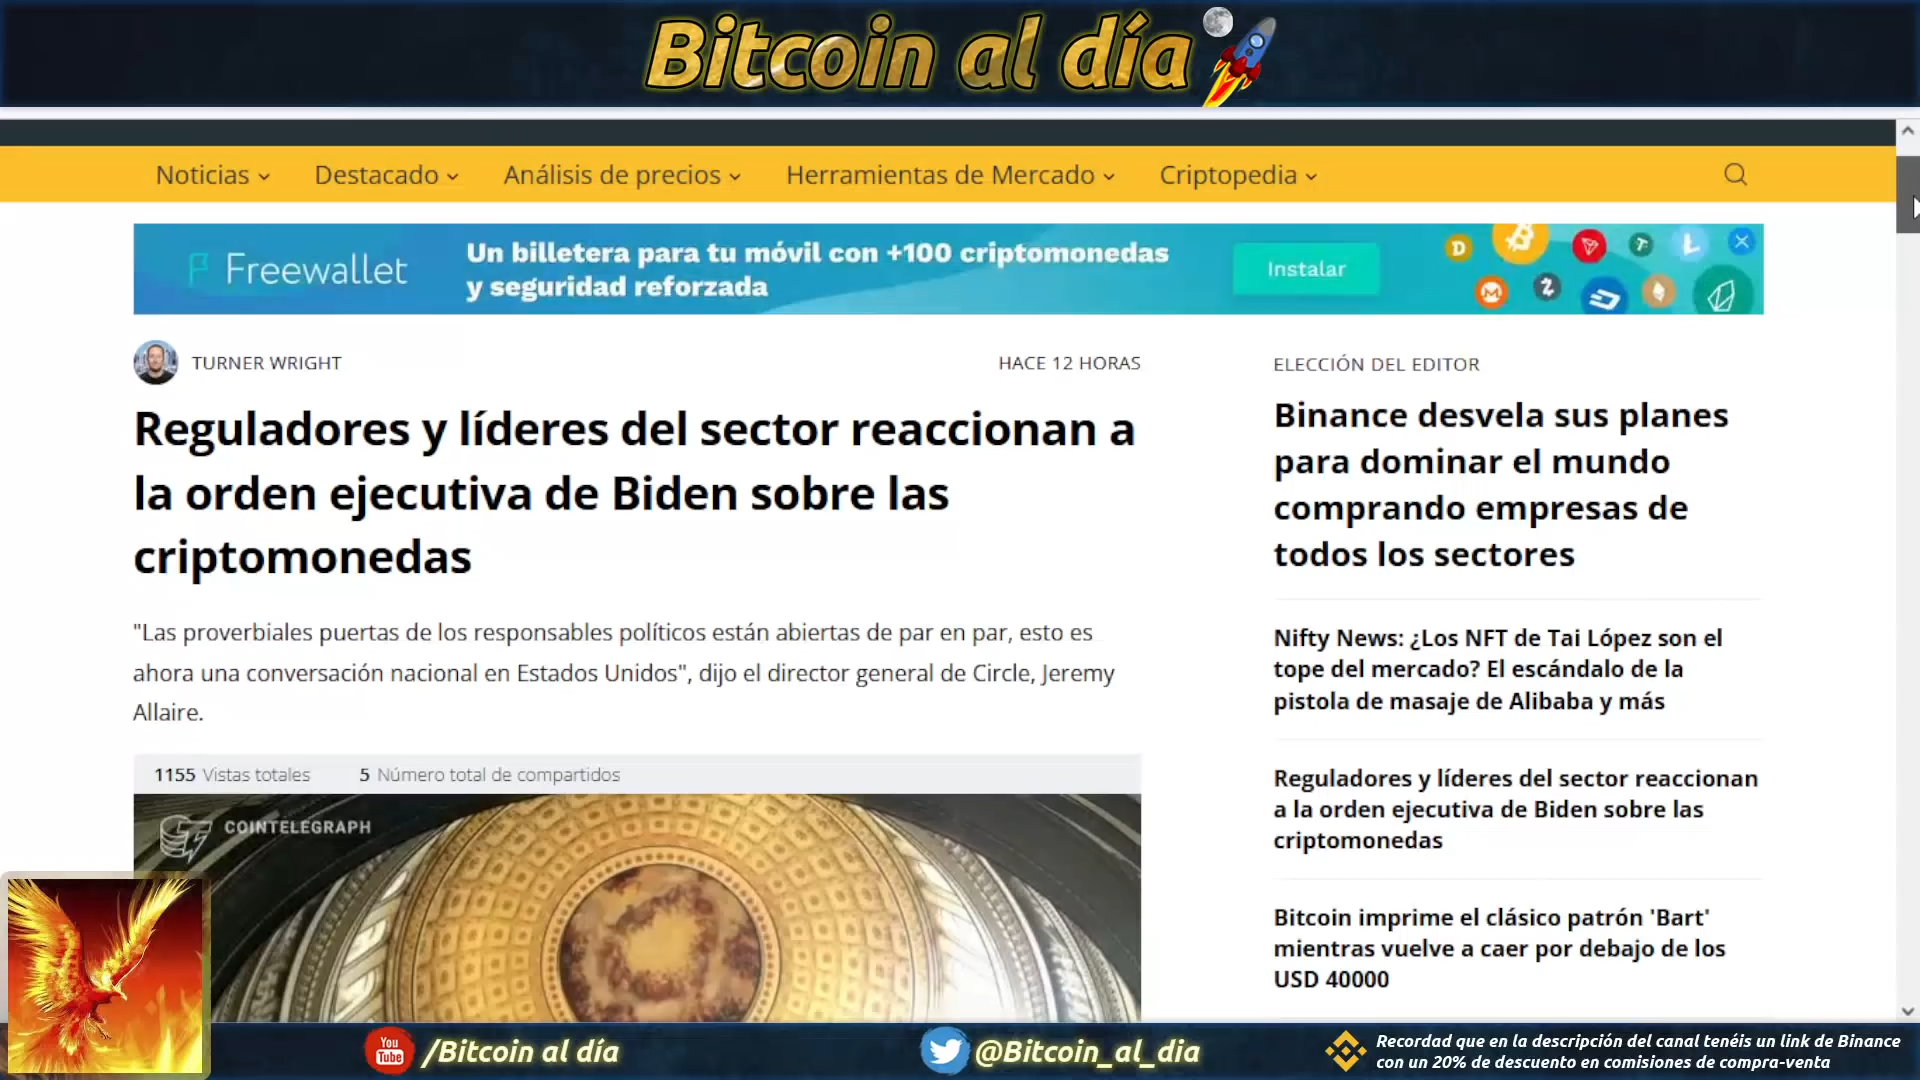 Bitcoin al día
Noticias
Destacado
Análisis de precios
Herramientas de Mercado
Criptopedia
Freewallet
Un billetera para tu móvil con +100 criptomonedas
y seguridad reforzada
Instalar
TURNER WRIGHT
HACE 12 HORAS
Reguladores y líderes del sector reaccionan a
la orden ejecutiva de Biden sobre las
criptomonedas
"Las proverbiales puertas de los responsables políticos están abiertas de par en par, esto es
ahora una conversación nacional en Estados Unidos", dijo el director general de Circle, Jeremy
Allaire.
1155 Vistas totales
5 Número total de compartidos
COINTELEGRAPH
ELECCIÓN DEL EDITOR
Binance desvela sus planes
para dominar el mundo
comprando empresas de
todos los sectores
Nifty News: ¿Los NFT de Tai López son el
tope del mercado? El escándalo de la
pistola de masaje de Alibaba y más
Reguladores y líderes del sector reaccionan
a la orden ejecutiva de Biden sobre las
criptomonedas
Bitcoin imprime el clásico patrón 'Bart'
mientras vuelve a caer por debajo de los
USD 40000
You
Tube
/Bitcoin al día
@Bitcoin_al_dia
Recordad que en la descripción del canal tenéis un link de Binance
con un 20% de descuento en comisiones de compra-venta